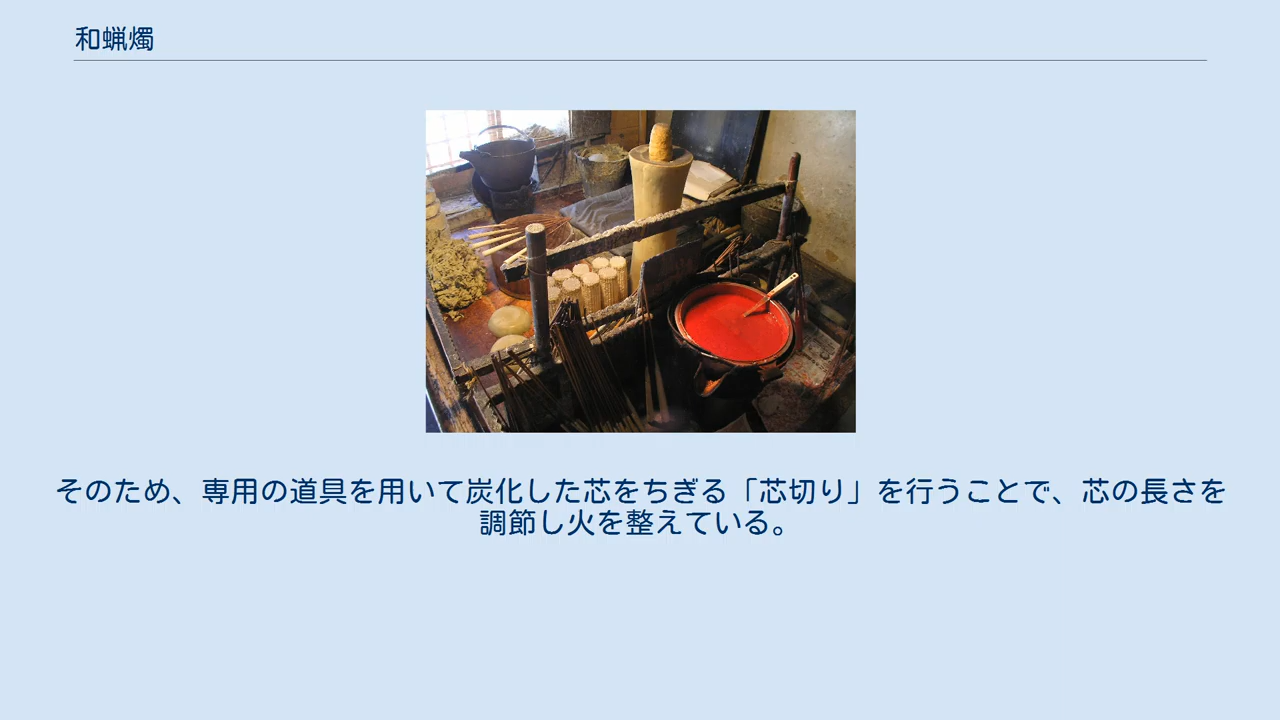 和蝋燭
そのため、専用の道具を用いて炭化した芯をちぎる「芯切り」を行うことで、芯の長さを
調節し火を整えている。